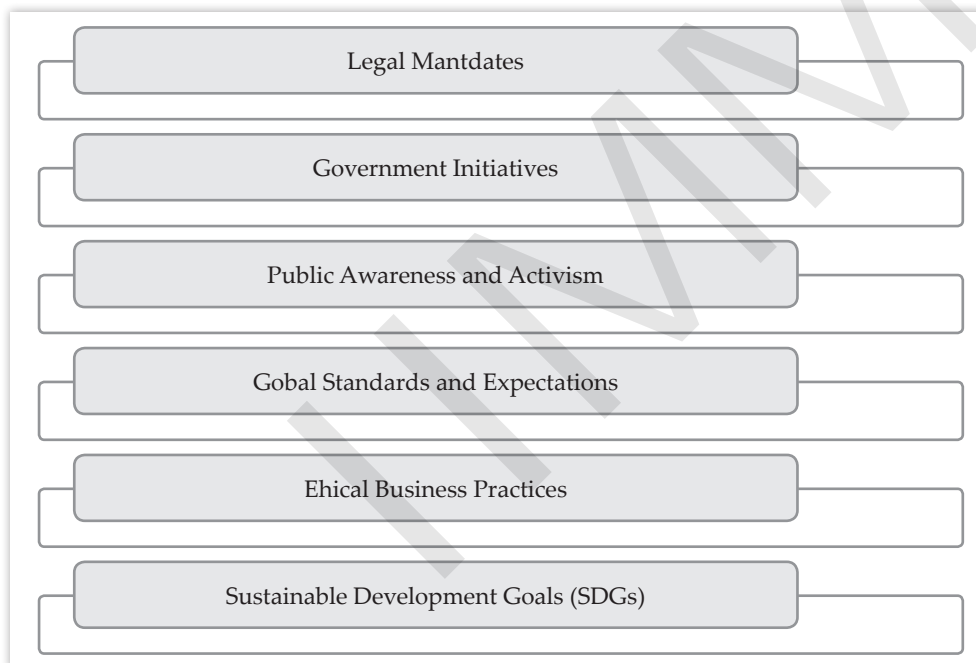 Legal Mantdates
Government Initiatives
Public Awareness and Activism
Gobal Standards and Expectations
Ehical Business Practices
Sustainable Development Goals (SDGs)